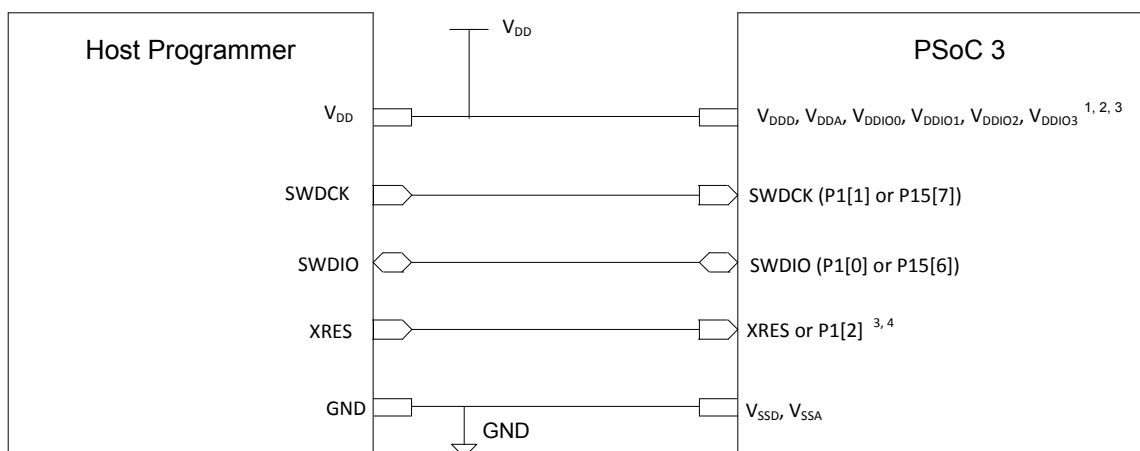 V_DD
Host Programmer
PSoC 3
V_DD
V_DDD, V_DDA, V_DDIO0, V_DDIO1, V_DDIO2, V_DDIO3 1, 2, 3
SWDCK
SWDCK (P1[1] or P15[7])
SWDIO
SWDIO (P1[0] or P15[6])
XRES
XRES or P1[2] 3, 4
GND
V_SSD, V_SSA
GND